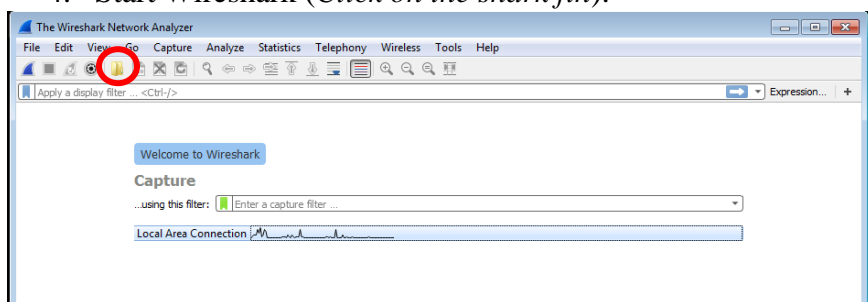 Start Wireshark (Click on the shark fin).
The Wireshark Network Analyzer
File Edit View Go Capture Analyze Statistics Telephony Wireless Tools Help
Apply a display filter ... <Ctrl-/>
Expression... +
Welcome to Wireshark
Capture
...using this filter: Enter a capture filter ...
Local Area Connection